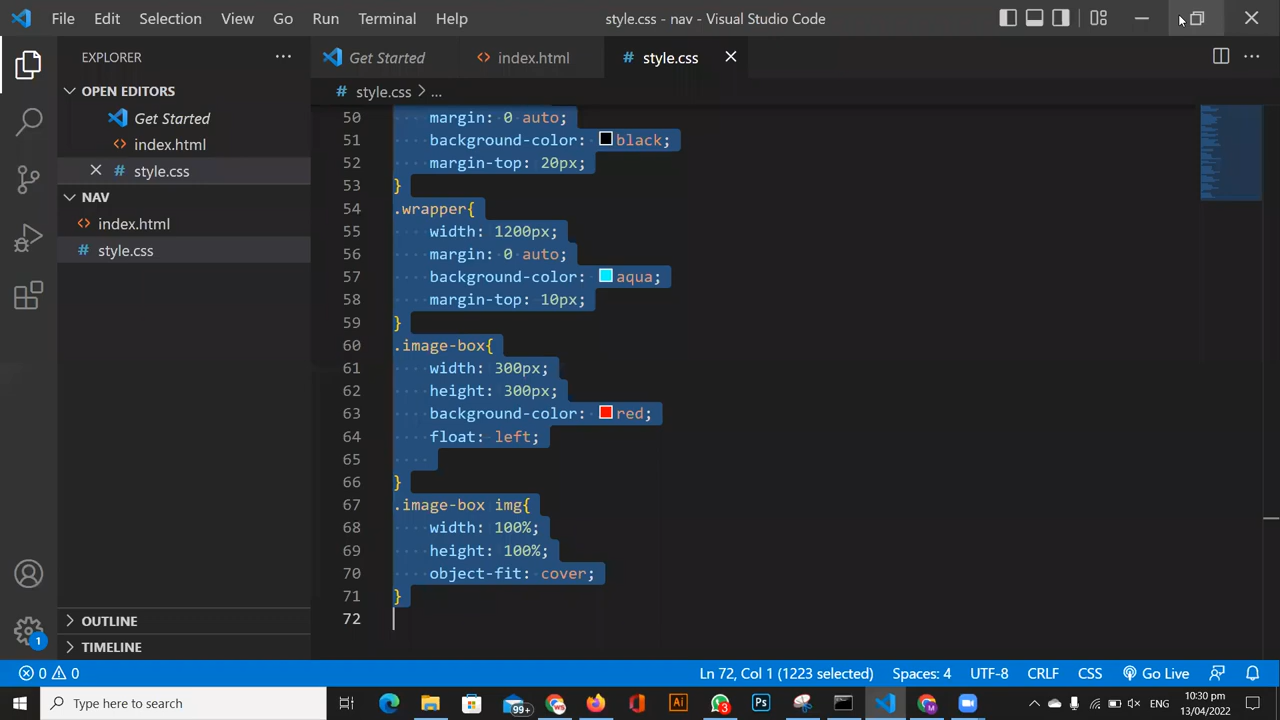 File Edit Selection View Go Run Terminal Help
style.css - nav - Visual Studio Code
EXPLORER
Get Started
index.html
style.css
OPEN EDITORS
style.css > ...
Get Started
index.html
style.css
NAV
index.html
style.css
50 margin: 0 auto;
51 background-color: black;
52 margin-top: 20px;
53 }
54 .wrapper{
55 width: 1200px;
56 margin: 0 auto;
57 background-color: aqua;
58 margin-top: 10px;
59 }
60 .image-box{
61 width: 300px;
62 height: 300px;
63 background-color: red;
64 float: left;
65
66 }
67 .image-box img{
68 width: 100%;
69 height: 100%;
70 object-fit: cover;
71 }
72
OUTLINE
TIMELINE
1
0 0
Ln 72, Col 1 (1223 selected)
Spaces: 4
UTF-8
CRLF
CSS
Go Live
Type here to search
99+
Ai
3
Ps
M
ENG
10:30 pm
13/04/2022